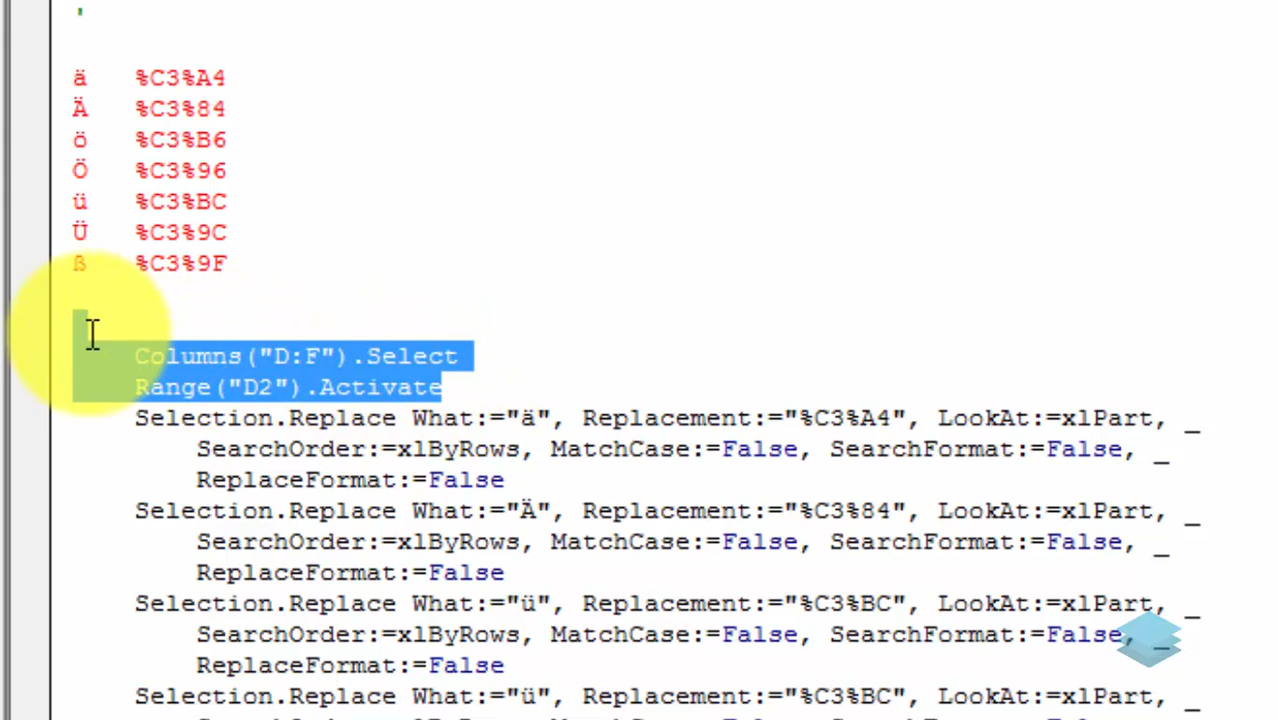 '
ä %C3%A4
Ä %C3%84
ö %C3%B6
Ö %C3%96
ü %C3%BC
Ü %C3%9C
ß %C3%9F
Columns("D:F").Select
Range("D2").Activate
Selection.Replace What:="ä", Replacement:="%C3%A4", LookAt:=xlPart, _
SearchOrder:=xlByRows, MatchCase:=False, SearchFormat:=False, _
ReplaceFormat:=False
Selection.Replace What:="Ä", Replacement:="%C3%84", LookAt:=xlPart, _
SearchOrder:=xlByRows, MatchCase:=False, SearchFormat:=False, _
ReplaceFormat:=False
Selection.Replace What:="ü", Replacement:="%C3%BC", LookAt:=xlPart, _
SearchOrder:=xlByRows, MatchCase:=False, SearchFormat:=False, _
ReplaceFormat:=False
Selection.Replace What:="ü", Replacement:="%C3%BC", LookAt:=xlPart, _